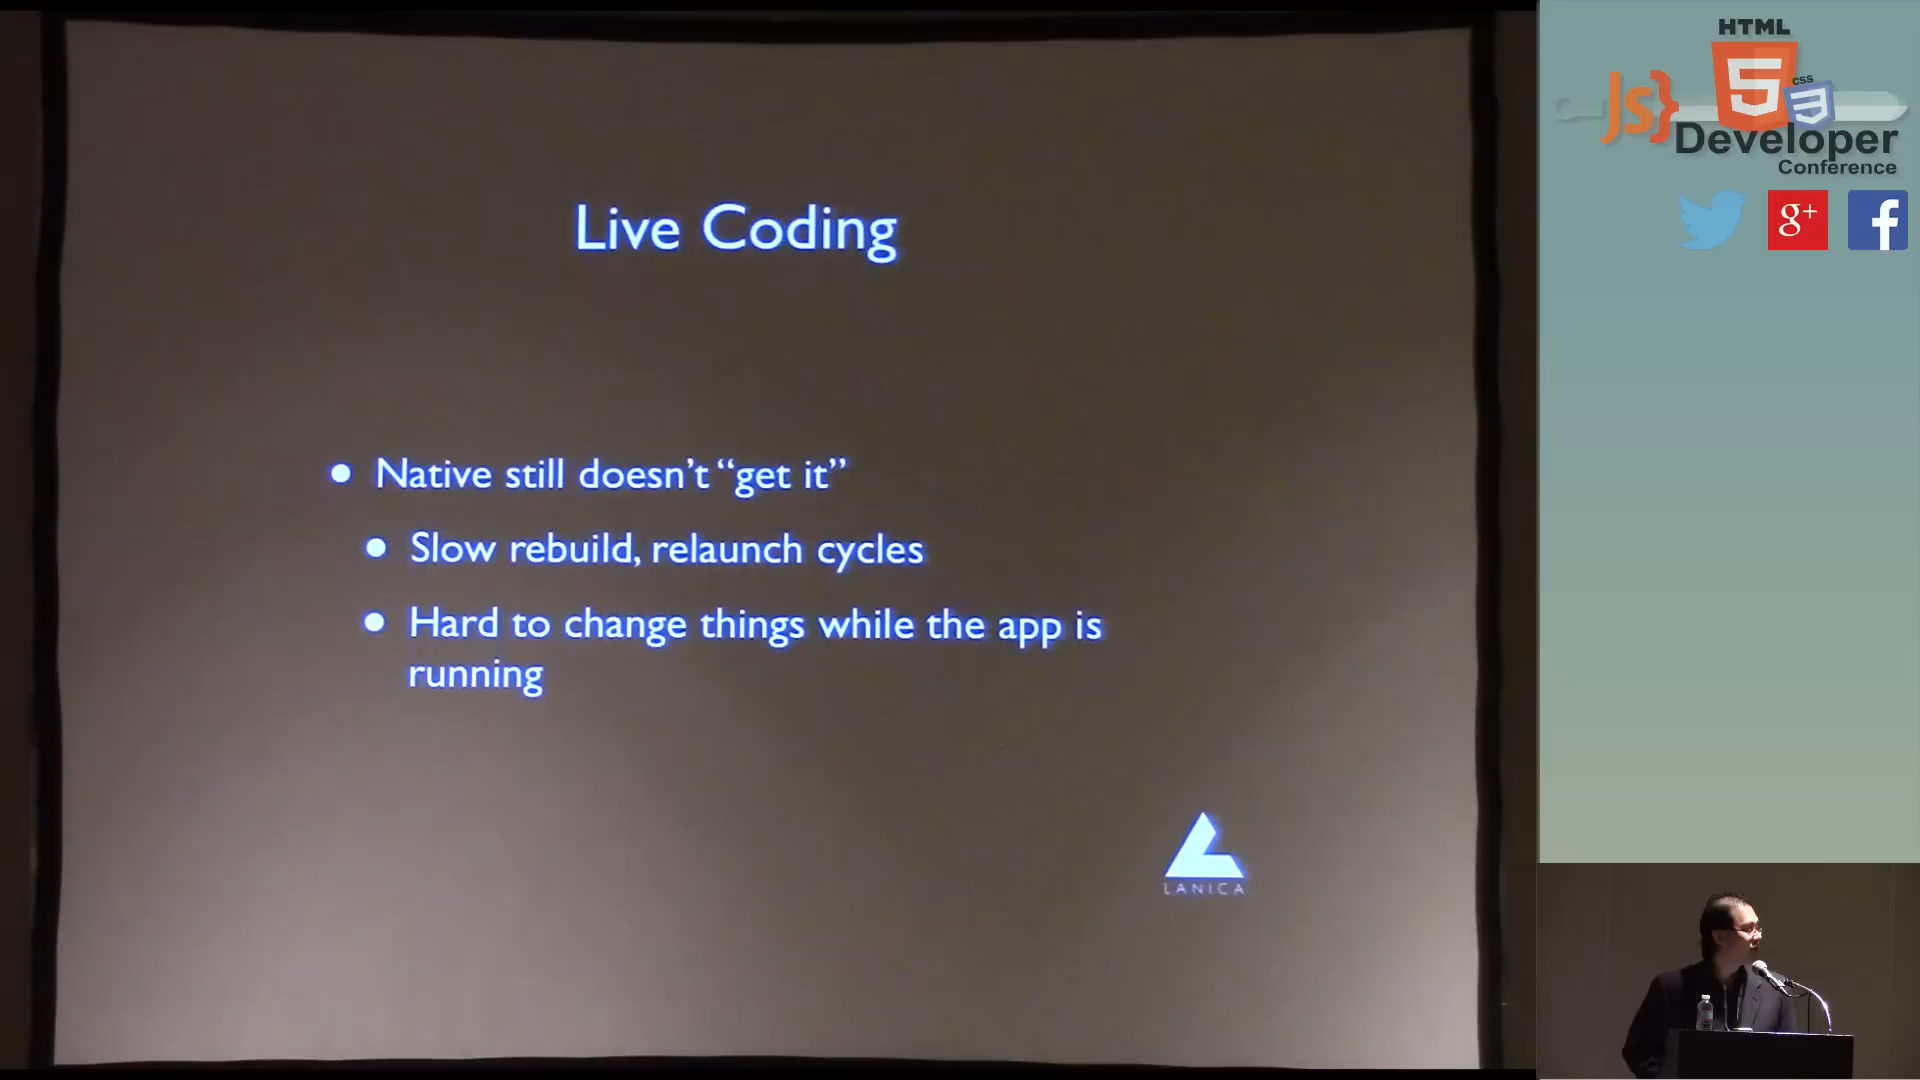 Live Coding
● Native still doesn’t “get it”
● Slow rebuild, relaunch cycles
● Hard to change things while the app is
running
LANICA
HTML
JS}
5
CSS
3
Developer
Conference
g+
f